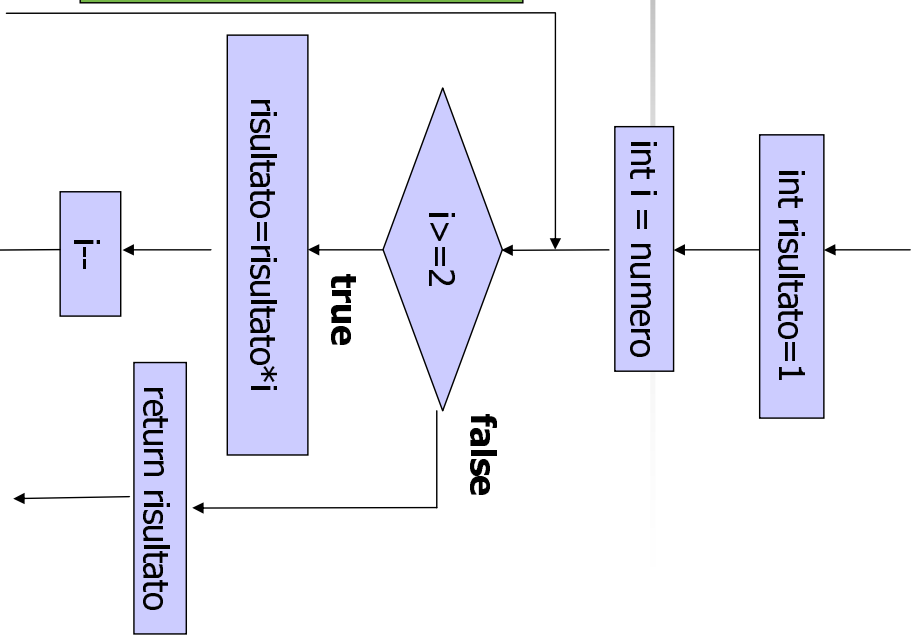 int risultato=1
int i = numero
i>=2
false
true
risultato=risultato*i
i--
return risultato